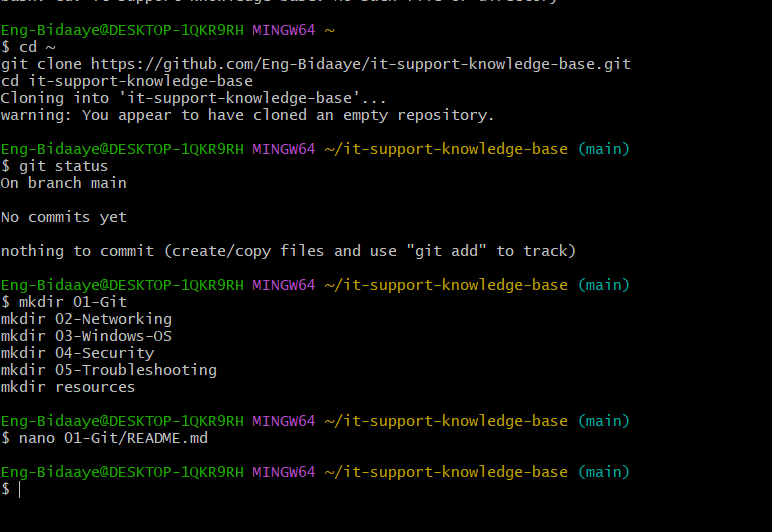 Eng-Bidaaye@DESKTOP-1QKR9RH MINGW64 ~
$ cd ~
git clone https://github.com/Eng-Bidaaye/it-support-knowledge-base.git
cd it-support-knowledge-base
Cloning into 'it-support-knowledge-base'...
warning: You appear to have cloned an empty repository.
Eng-Bidaaye@DESKTOP-1QKR9RH MINGW64 ~/it-support-knowledge-base (main)
$ git status
On branch main
No commits yet
nothing to commit (create/copy files and use "git add" to track)
Eng-Bidaaye@DESKTOP-1QKR9RH MINGW64 ~/it-support-knowledge-base (main)
$ mkdir 01-Git
mkdir 02-Networking
mkdir 03-Windows-OS
mkdir 04-Security
mkdir 05-Troubleshooting
mkdir resources
Eng-Bidaaye@DESKTOP-1QKR9RH MINGW64 ~/it-support-knowledge-base (main)
$ nano 01-Git/README.md
Eng-Bidaaye@DESKTOP-1QKR9RH MINGW64 ~/it-support-knowledge-base (main)
$